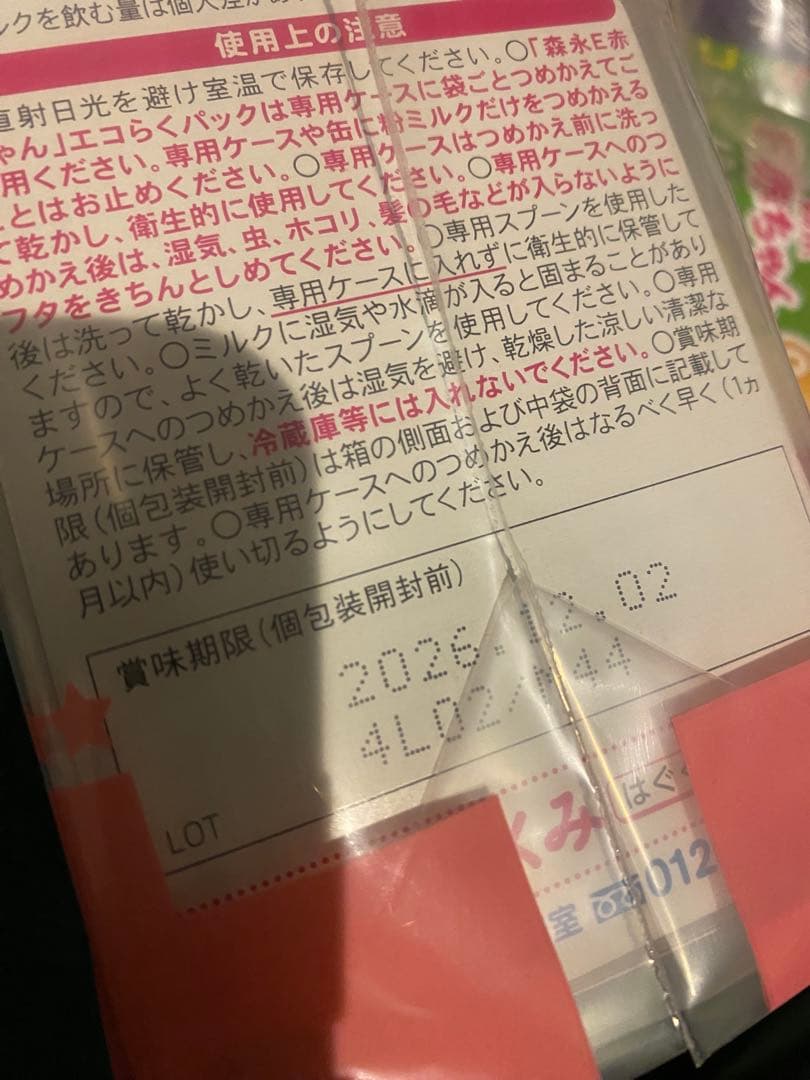 ルクを飲む量は個人差があ
使用上の注意
直射日光を避け室温で保存してください。○「森永E赤
ゃん」エコらくパックは専用ケースに袋ごとつめかえてご
用ください。専用ケースや缶に粉ミルクだけをつめかえる
ことはお止めください。○専用ケースはつめかえ前に洗っ
て乾かし、衛生的に使用してください。○専用ケースへのつ
めかえ後は、湿気、虫、ホコリ、髪の毛などが入らないように
フタをきちんとしめてください。○専用スプーンを使用した
後は洗って乾かし、専用ケースに入れずに衛生的に保管して
ください。○ミルクに湿気や水滴が入ると固まることがあり
ますので、よく乾いたスプーンを使用してください。○専用
ケースへのつめかえ後は湿気を避け、乾燥した涼しい清潔な
場所に保管し、冷蔵庫等には入れないでください。○賞味期
限(個包装開封前)は箱の側面および中袋の背面に記載して
あります。○専用ケースへのつめかえ後はなるべく早く(1ヵ
月以内)使い切るようにしてください。
賞味期限(個包装開封前)
2026.12.02
4L02/ 44
LOT
くみ はぐ
室 012
赤ちゃん